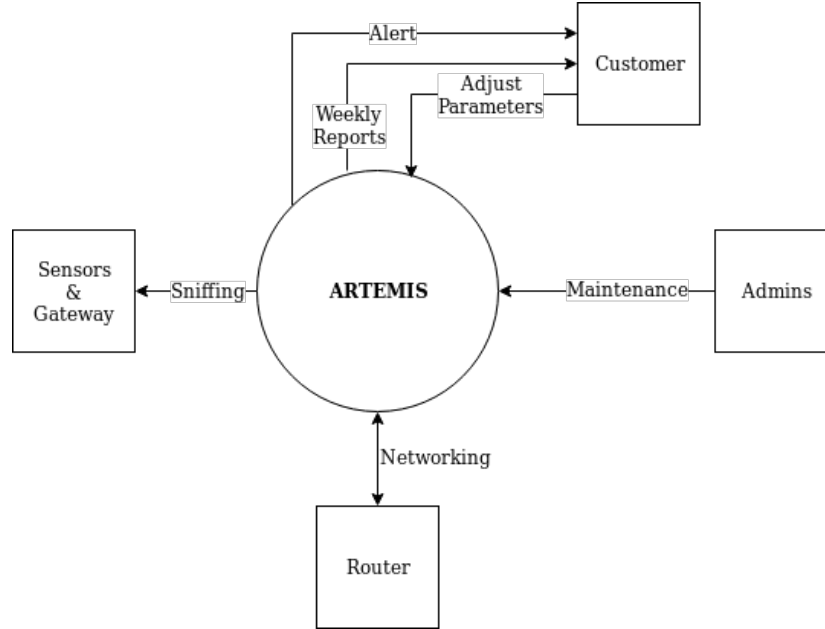 Alert
Customer
Adjust
Parameters
Weekly
Reports
Sensors
&
Gateway
Sniffing
ARTEMIS
Maintenance
Admins
Networking
Router